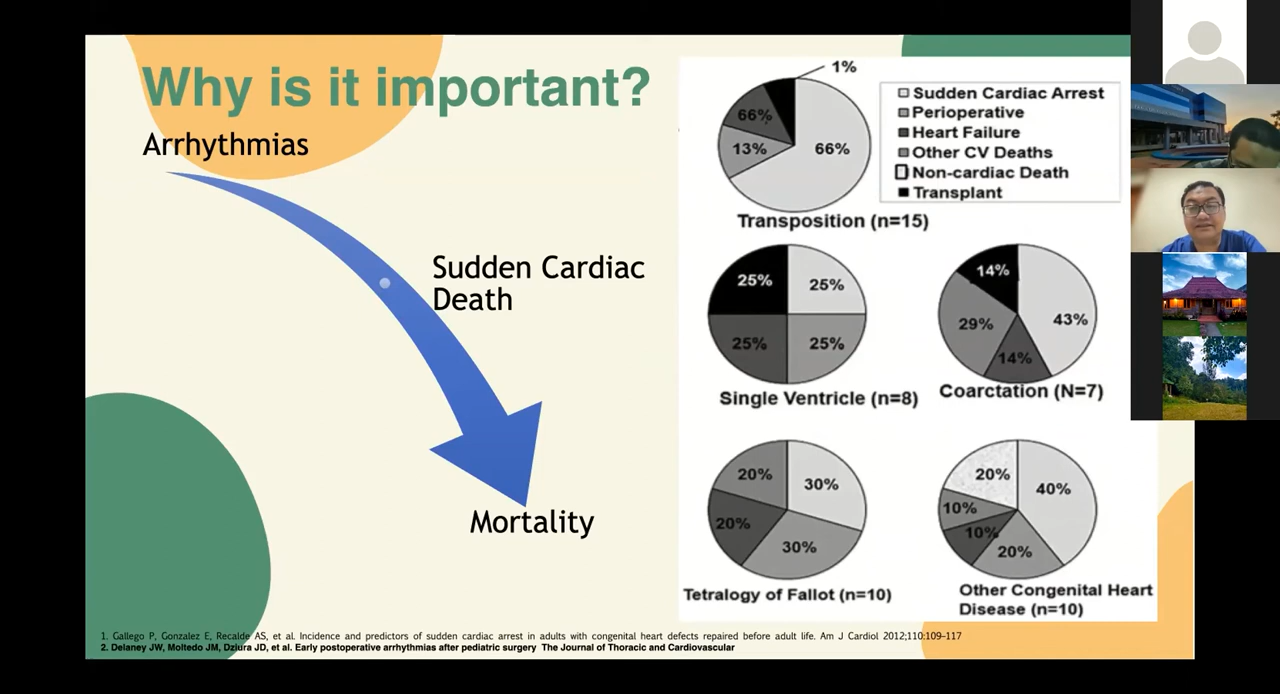 Why is it important?
Arrhythmias
Sudden Cardiac
Death
Mortality
1%
66%
13%
66%
Transposition (n=15)
Sudden Cardiac Arrest
Perioperative
Heart Failure
Other CV Deaths
Non-cardiac Death
Transplant
25%
25%
25%
25%
Single Ventricle (n=8)
14%
43%
29%
14%
Coarctation (N=7)
20%
30%
20%
30%
Tetralogy of Fallot (n=10)
20%
40%
10%
10%
20%
Other Congenital Heart
Disease (n=10)
1. Gallego P, Gonzalez E, Recalde AS, et al. Incidence and predictors of sudden cardiac arrest in adults with congenital heart defects repaired before adult life. Am J Cardiol 2012;110:109–117
2. Delaney JW, Moltedo JM, Dziura JD, et al. Early postoperative arrhythmias after pediatric surgery The Journal of Thoracic and Cardiovascular